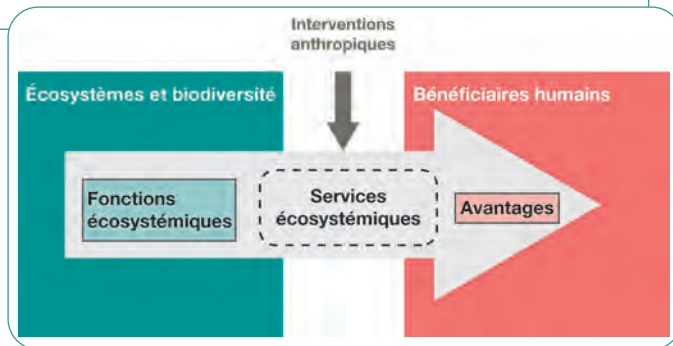 Interventions
anthropiques
Écosystèmes et biodiversité
Bénéficiaires humains
Fonctions
écosystémiques
Services
écosystémiques
Avantages